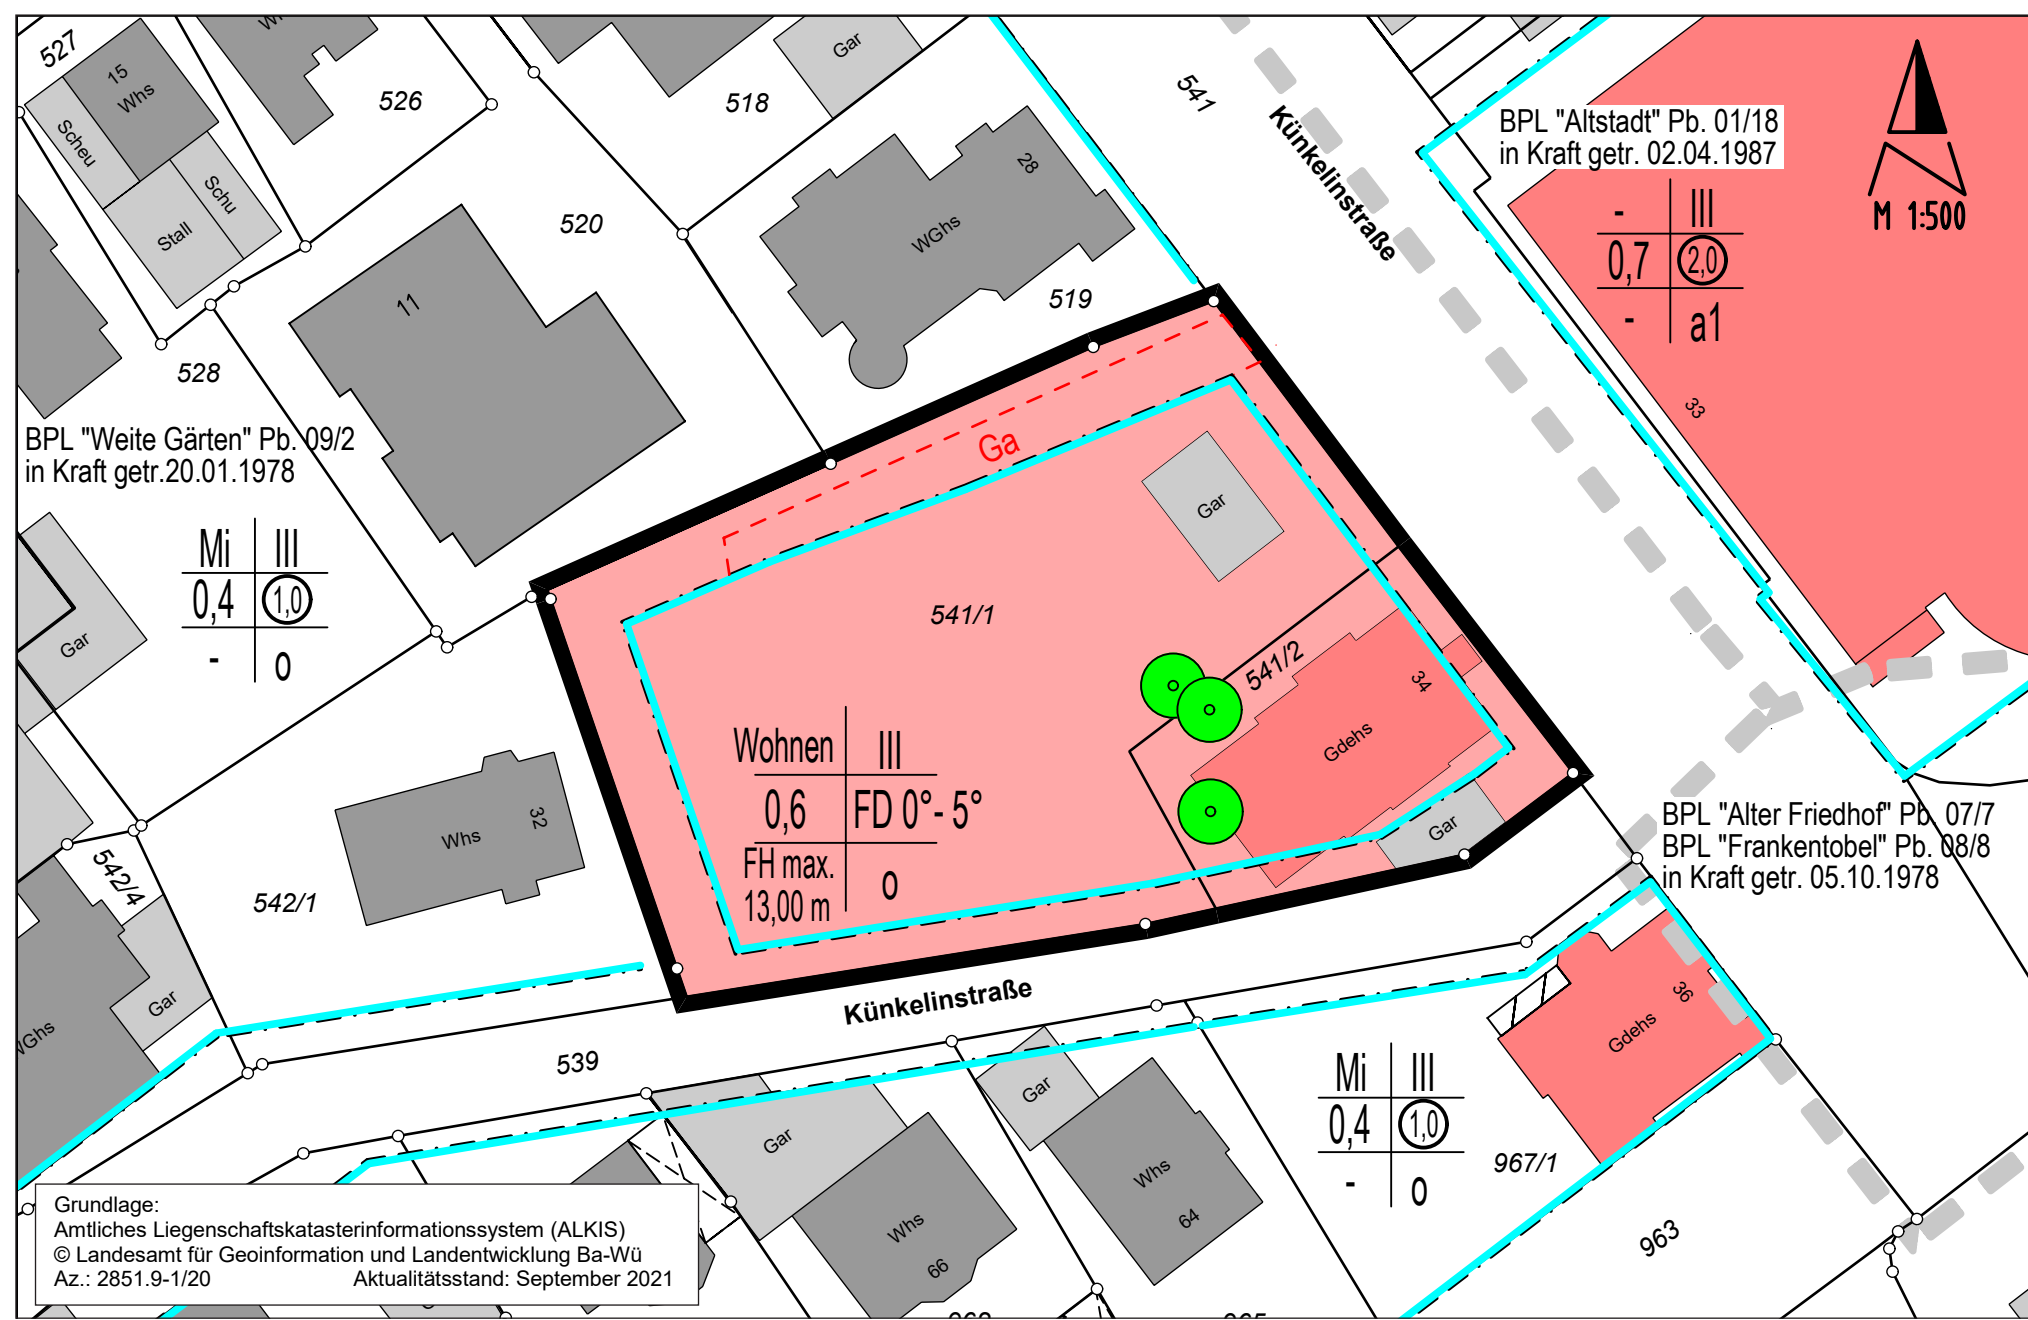 527
15
Whs
Scheu
Schu
Stall
526
518
Gar
541
Künkelinstraße
BPL "Altstadt" Pb. 01/18
in Kraft getr. 02.04.1987
- III
0,7 2,0
- a1
M 1:500
28
WGhs
520
519
11
528
33
BPL "Weite Gärten" Pb. 09/2
in Kraft getr.20.01.1978
Mi III
0,4 1,0
- o
Ga
Gar
Gar
541/1
541/2
34
Gdehs
Gar
Wohnen III
0,6 FD 0°- 5°
FH max.
13,00 m o
Whs
32
542/4
542/1
Gar
WGhs
BPL "Alter Friedhof" Pb. 07/7
BPL "Frankentobel" Pb. 08/8
in Kraft getr. 05.10.1978
Künkelinstraße
539
36
Gdehs
Gar
Gar
Whs
66
Whs
64
Mi III
0,4 1,0
- o
967/1
963
Grundlage:
Amtliches Liegenschaftskatasterinformationssystem (ALKIS)
© Landesamt für Geoinformation und Landentwicklung Ba-Wü
Az.: 2851.9-1/20 Aktualitätsstand: September 2021